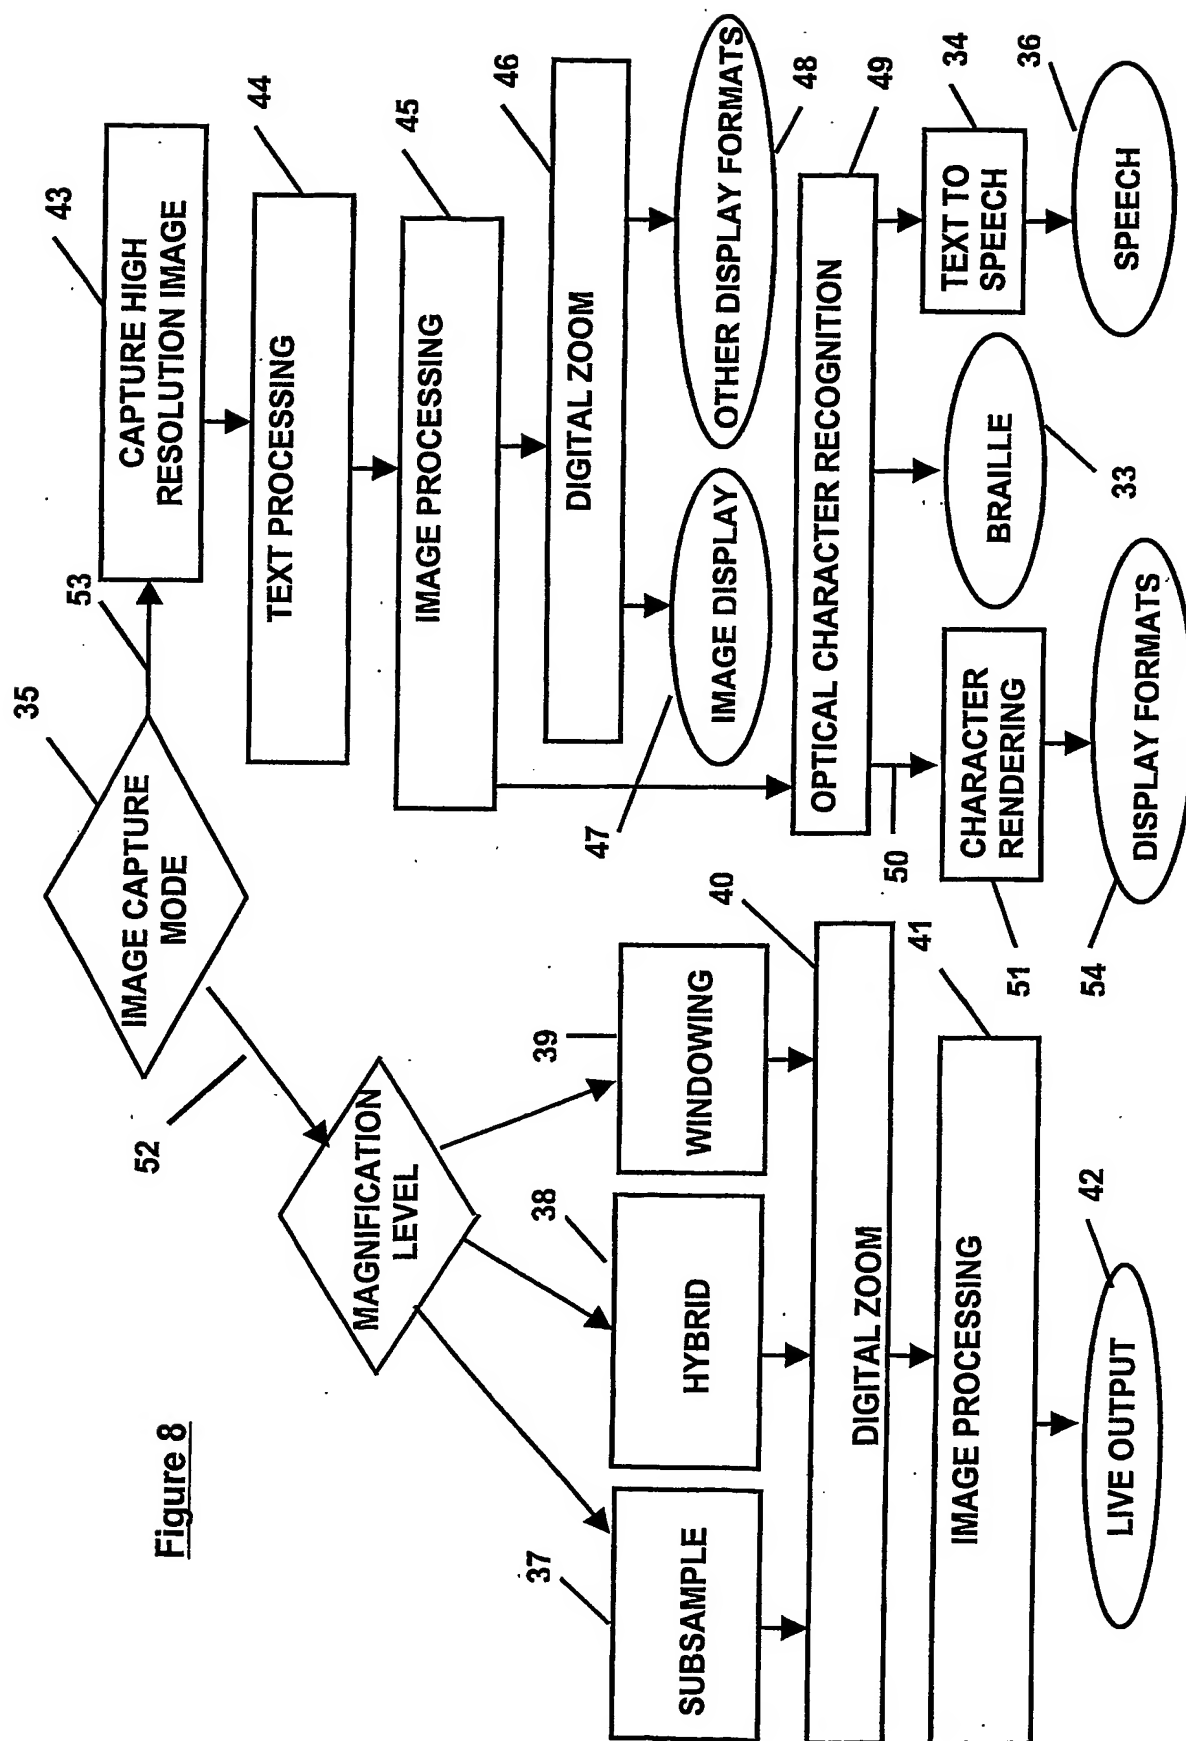 Figure 8
35
IMAGE CAPTURE
MODE
52
53
MAGNIFICATION
LEVEL
37
SUBSAMPLE
38
HYBRID
39
WINDOWING
40
DIGITAL ZOOM
41
IMAGE PROCESSING
42
LIVE OUTPUT
43
CAPTURE HIGH
RESOLUTION IMAGE
44
TEXT PROCESSING
45
IMAGE PROCESSING
46
DIGITAL ZOOM
47
IMAGE DISPLAY
48
OTHER DISPLAY FORMATS
49
OPTICAL CHARACTER RECOGNITION
50
51
CHARACTER
RENDERING
54
DISPLAY FORMATS
33
BRAILLE
34
TEXT TO
SPEECH
36
SPEECH